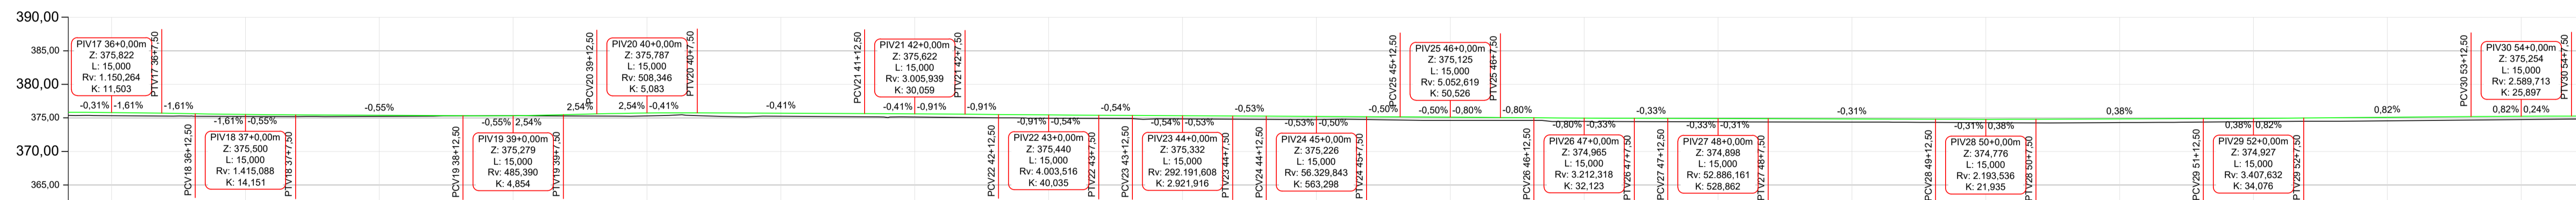 390,00
385,00
380,00
375,00
370,00
365,00
PIV17 36+0,00m
Z: 375,822
L: 15,000
Rv: 1.150,264
K: 11,503
-0,31%
-1,61%
PTV17 36+7,50
-1,61%
PCV18 36+12,50
-1,61%
-0,55%
PIV18 37+0,00m
Z: 375,500
L: 15,000
Rv: 1.415,088
K: 14,151
PTV18 37+7,50
-0,55%
PCV19 38+12,50
-0,55%
2,54%
PIV19 39+0,00m
Z: 375,279
L: 15,000
Rv: 485,390
K: 4,854
PTV19 39+7,50
2,54%
PCV20 39+12,50
PIV20 40+0,00m
Z: 375,787
L: 15,000
Rv: 508,346
K: 5,083
2,54%
-0,41%
PTV20 40+7,50
-0,41%
PCV21 41+12,50
PIV21 42+0,00m
Z: 375,622
L: 15,000
Rv: 3.005,939
K: 30,059
-0,41%
-0,91%
PTV21 42+7,50
-0,91%
PCV22 42+12,50
-0,91%
-0,54%
PIV22 43+0,00m
Z: 375,440
L: 15,000
Rv: 4.003,516
K: 40,035
PTV22 43+7,50
-0,54%
PCV23 43+12,50
-0,54%
-0,53%
PIV23 44+0,00m
Z: 375,332
L: 15,000
Rv: 292.191,608
K: 2.921,916
PTV23 44+7,50
-0,53%
PCV24 44+12,50
-0,53%
-0,50%
PIV24 45+0,00m
Z: 375,226
L: 15,000
Rv: 56.329,843
K: 563,298
PTV24 45+7,50
-0,50%
PCV25 45+12,50
PIV25 46+0,00m
Z: 375,125
L: 15,000
Rv: 5.052,619
K: 50,526
-0,50%
-0,80%
PTV25 46+7,50
-0,80%
PCV26 46+12,50
-0,80%
-0,33%
PIV26 47+0,00m
Z: 374,965
L: 15,000
Rv: 3.212,318
K: 32,123
PTV26 47+7,50
-0,33%
PCV27 47+12,50
-0,33%
-0,31%
PIV27 48+0,00m
Z: 374,898
L: 15,000
Rv: 52.886,161
K: 528,862
PTV27 48+7,50
-0,31%
PCV28 49+12,50
-0,31%
0,38%
PIV28 50+0,00m
Z: 374,776
L: 15,000
Rv: 2.193,536
K: 21,935
PTV28 50+7,50
0,38%
PCV29 51+12,50
0,38%
0,82%
PIV29 52+0,00m
Z: 374,927
L: 15,000
Rv: 3.407,632
K: 34,076
PTV29 52+7,50
0,82%
PCV30 53+12,50
PIV30 54+0,00m
Z: 375,254
L: 15,000
Rv: 2.589,713
K: 25,897
0,82%
0,24%
PTV30 54+7,50